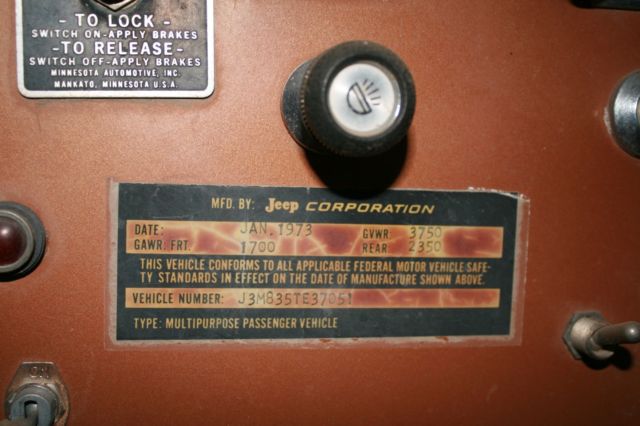 - TO LOCK -
SWITCH ON-APPLY BRAKES
-TO RELEASE-
SWITCH OFF-APPLY BRAKES
MINNESOTA AUTOMOTIVE, INC.
MANKATO, MINNESOTA U.S.A.
MFD. BY: Jeep CORPORATION
DATE: JAN. 1973 GVWR: 3750
GAWR: FRT. 1700 REAR: 2350
THIS VEHICLE CONFORMS TO ALL APPLICABLE FEDERAL MOTOR VEHICLE SAFE-
TY STANDARDS IN EFFECT ON THE DATE OF MANUFACTURE SHOWN ABOVE.
VEHICLE NUMBER: J3M835TE37051
TYPE: MULTIPURPOSE PASSENGER VEHICLE
ON